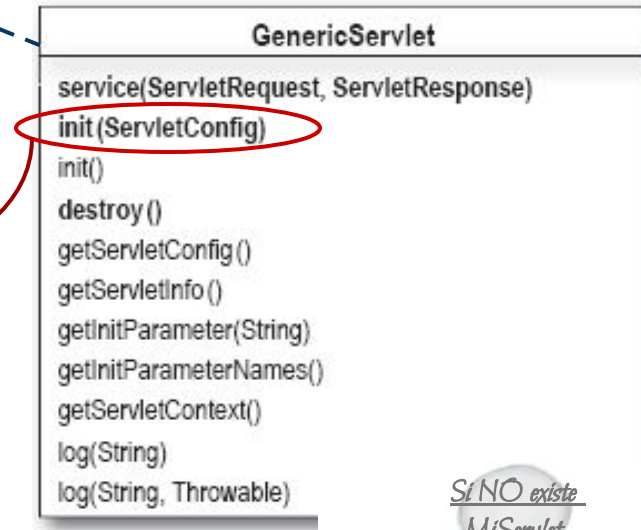 GenericServlet
service(ServletRequest, ServletResponse)
init(ServletConfig)
init()
destroy()
getServletConfig()
getServletInfo()
getInitParameter(String)
getInitParameterNames()
getServletContext()
log(String)
log(String, Throwable)
Si NO existe
MiServlet